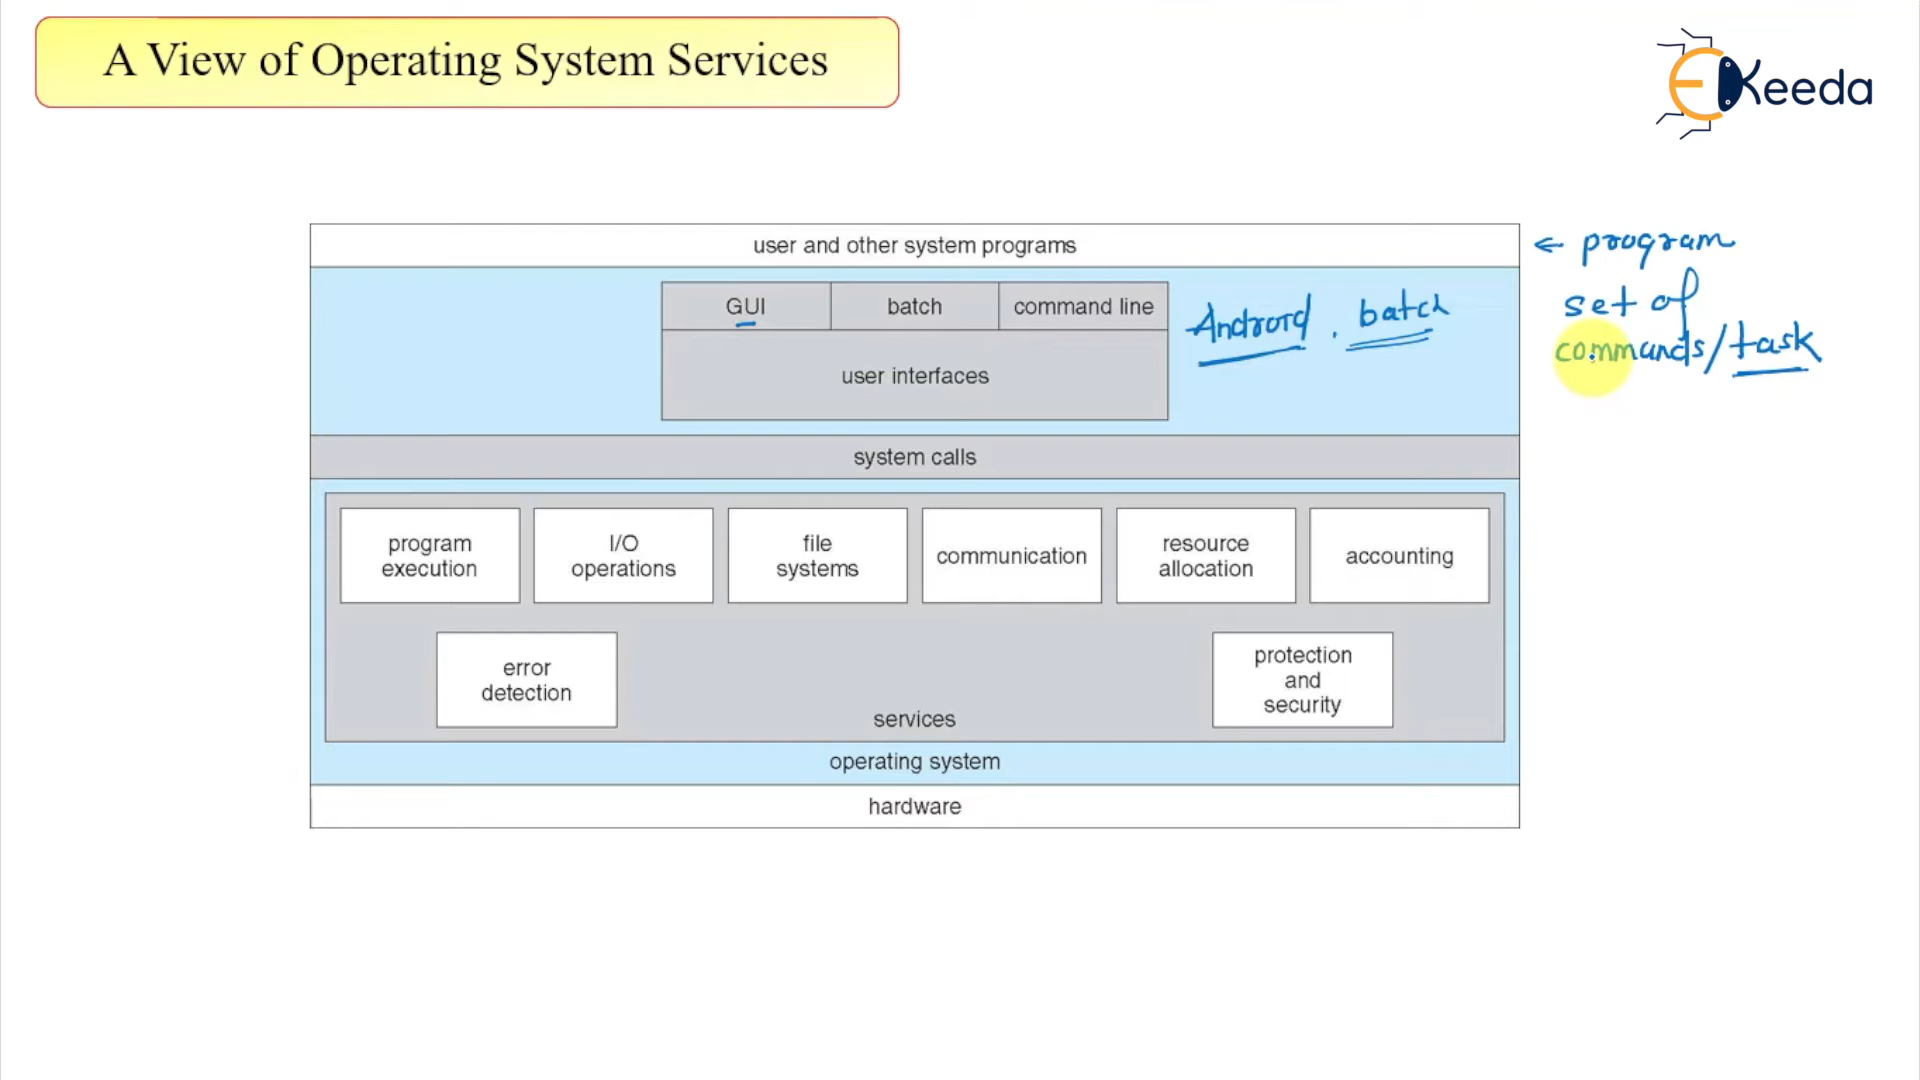 A View of Operating System Services
EKeeda
user and other system programs
← program
set of
commands/task
GUI
batch
command line
Android . batch
user interfaces
system calls
program
execution
I/O
operations
file
systems
communication
resource
allocation
accounting
error
detection
protection
and
security
services
operating system
hardware